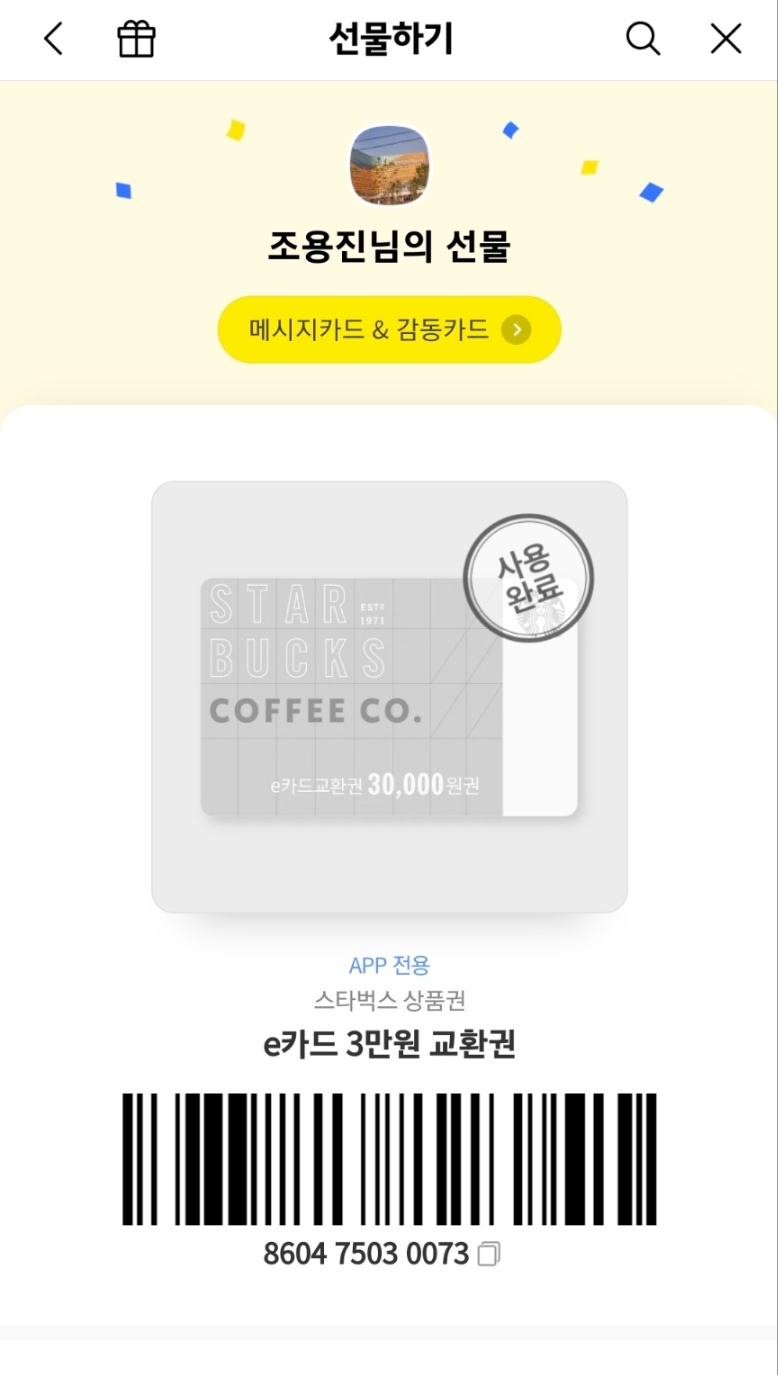 선물하기
조용진님의 선물
메시지카드 & 감동카드
사용
완료
STAR ESTD 1971
BUCKS
COFFEE CO.
e카드교환권 30,000원권
APP 전용
스타벅스 상품권
e카드 3만원 교환권
8604 7503 0073